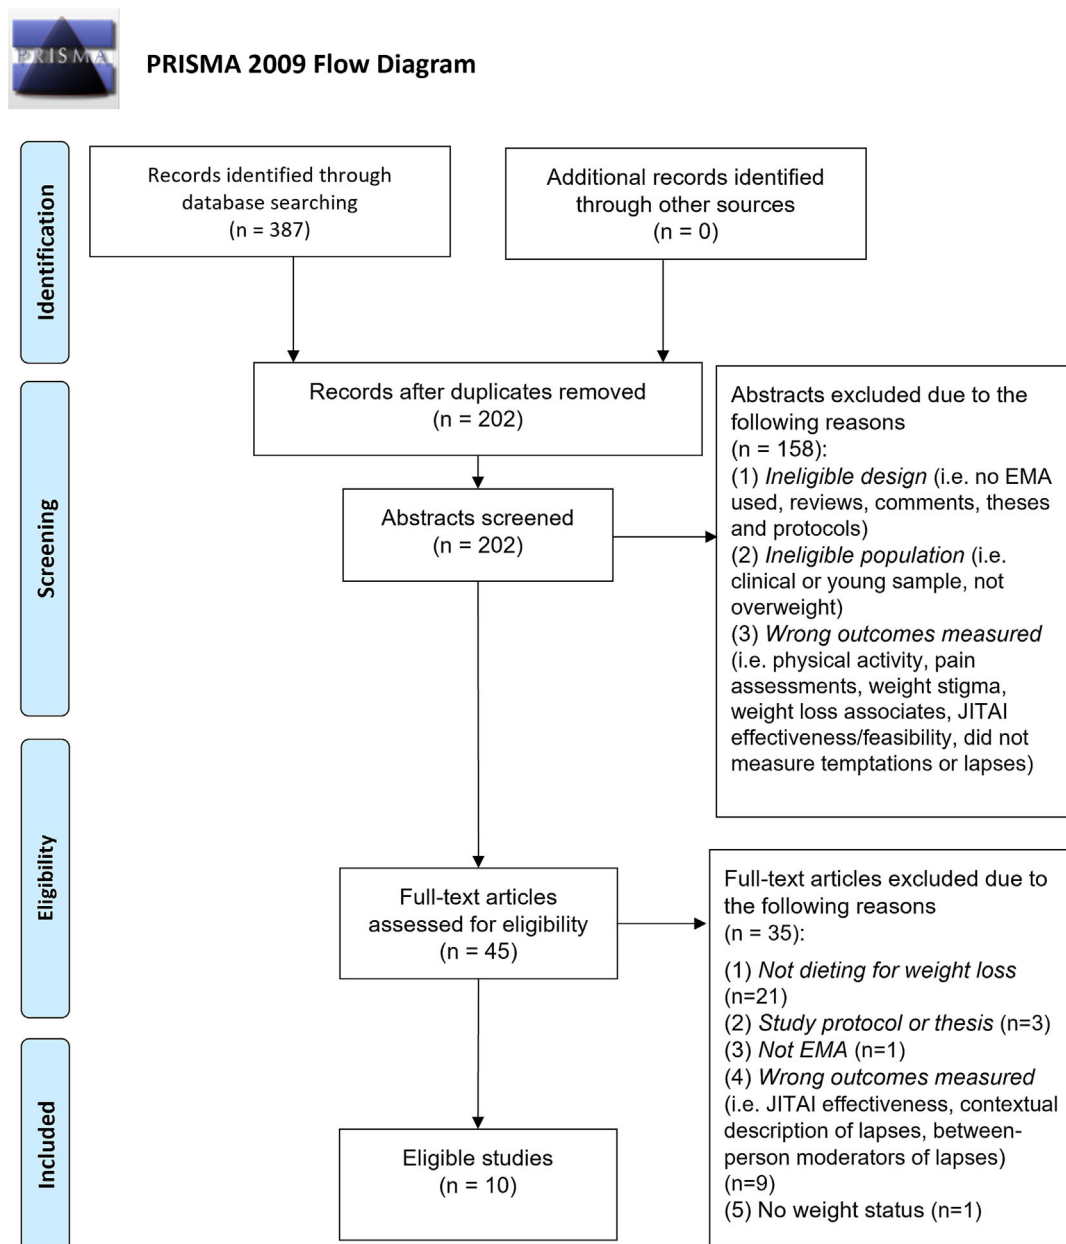 PRISMA
PRISMA 2009 Flow Diagram
Identification
Records identified through
database searching
(n = 387)
Additional records identified
through other sources
(n = 0)
Screening
Records after duplicates removed
(n = 202)
Abstracts screened
(n = 202)
Abstracts excluded due to the
following reasons
(n = 158):
(1) Ineligible design (i.e. no EMA
used, reviews, comments, theses
and protocols)
(2) Ineligible population (i.e.
clinical or young sample, not
overweight)
(3) Wrong outcomes measured
(i.e. physical activity, pain
assessments, weight stigma,
weight loss associates, JITAI
effectiveness/feasibility, did not
measure temptations or lapses)
Eligibility
Full-text articles
assessed for eligibility
(n = 45)
Full-text articles excluded due to
the following reasons
(n = 35):
(1) Not dieting for weight loss
(n=21)
(2) Study protocol or thesis (n=3)
(3) Not EMA (n=1)
(4) Wrong outcomes measured
(i.e. JITAI effectiveness, contextual
description of lapses, between-
person moderators of lapses)
(n=9)
(5) No weight status (n=1)
Included
Eligible studies
(n = 10)